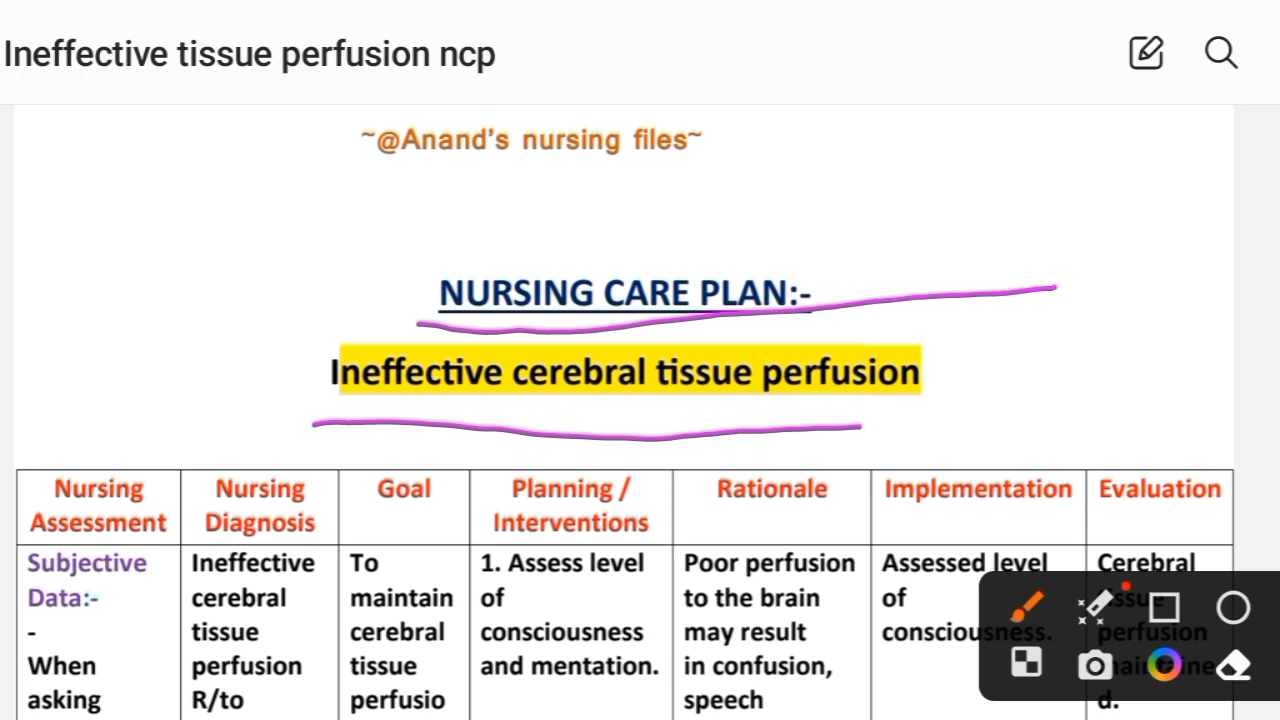 Ineffective tissue perfusion ncp
~@Anand's nursing files~
NURSING CARE PLAN:-
Ineffective cerebral tissue perfusion
Nursing
Assessment
Nursing
Diagnosis
Goal
Planning /
Interventions
Rationale
Implementation
Evaluation
Subjective
Data:-
-
When
asking
Ineffective
cerebral
tissue
perfusion
R/to
To
maintain
cerebral
tissue
perfusio
1. Assess level
of
consciousness
and mentation.
Poor perfusion
to the brain
may result
in confusion,
speech
Assessed level
of
consciousness.
Cerebral
tissue
perfusion
maintaine
d.